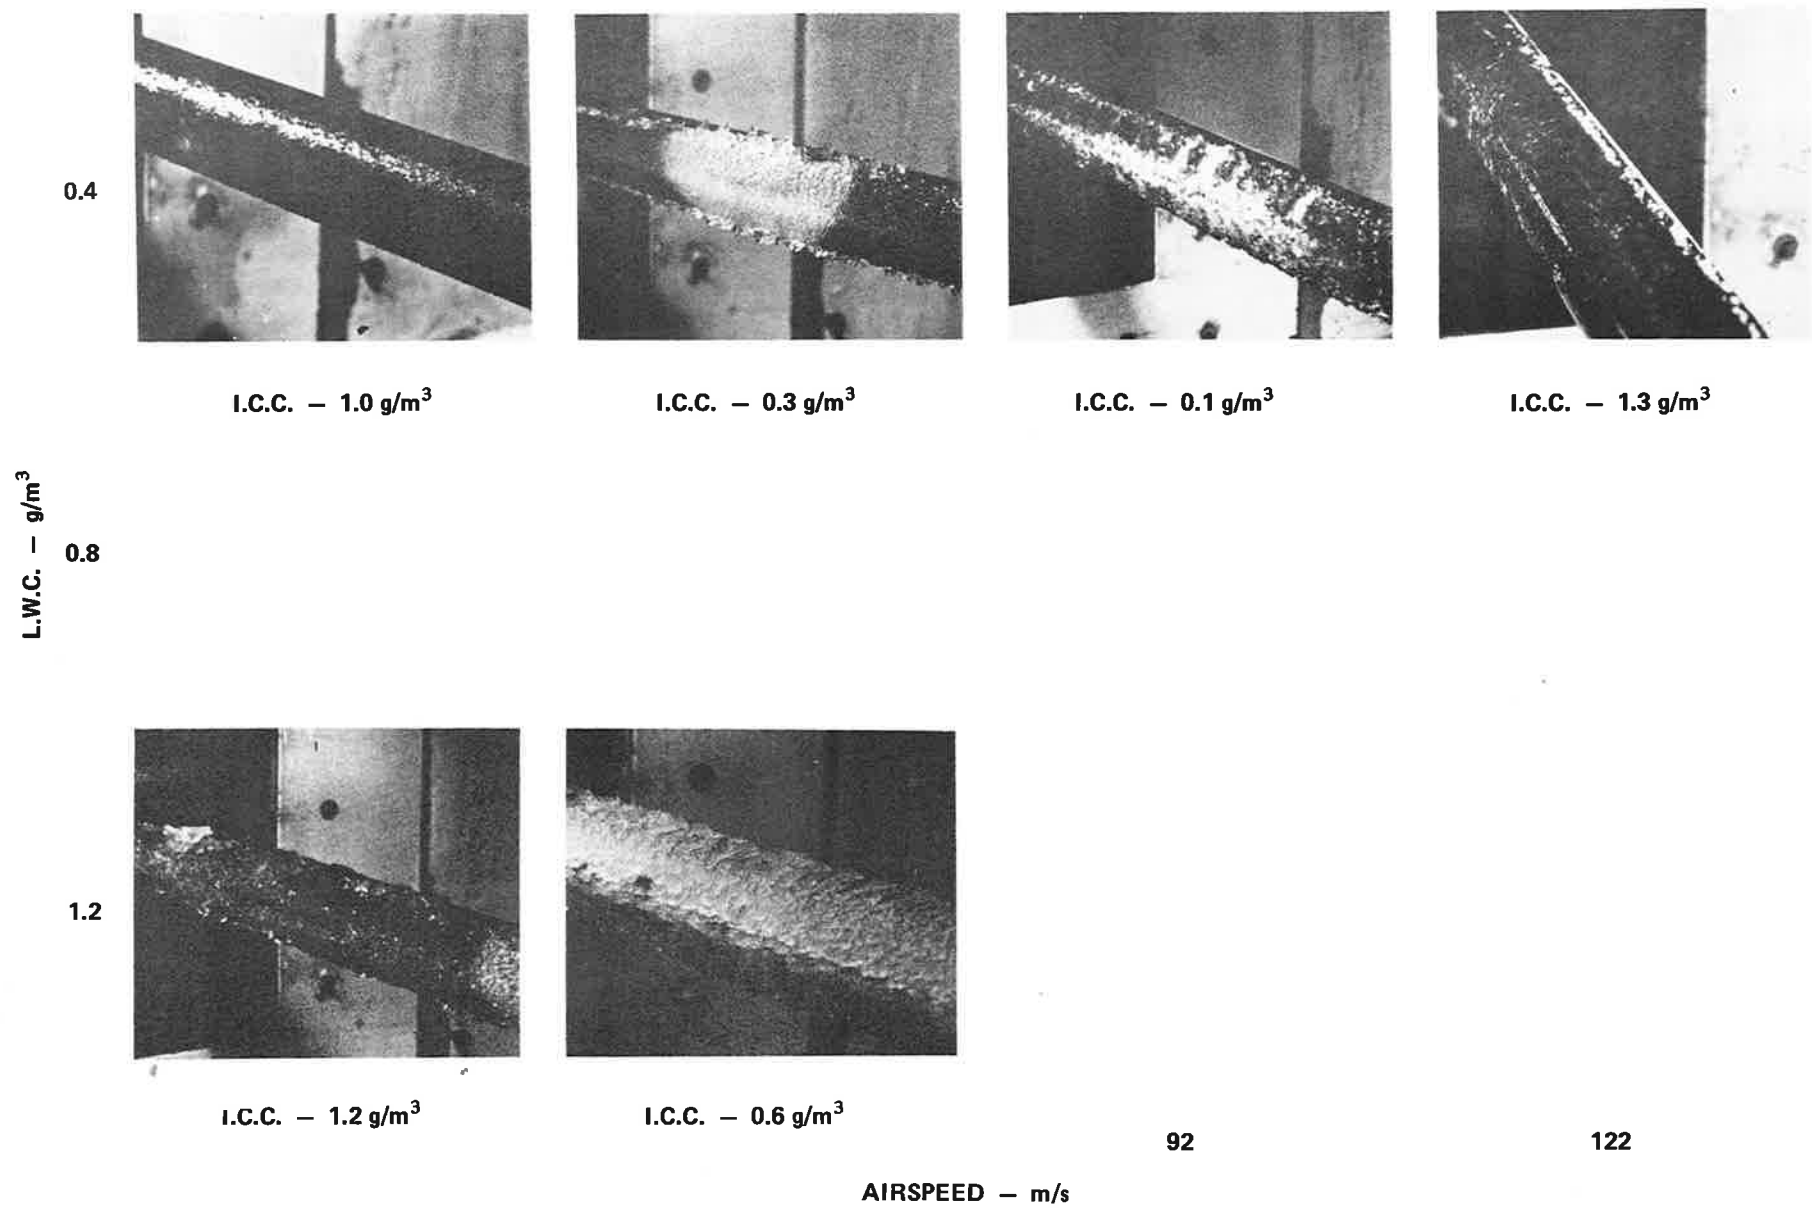 0.4
I.C.C. — 1.0 g/m³
I.C.C. — 0.3 g/m³
I.C.C. — 0.1 g/m³
I.C.C. — 1.3 g/m³
L.W.C. — g/m³
0.8
1.2
I.C.C. — 1.2 g/m³
I.C.C. — 0.6 g/m³
92
122
AIRSPEED — m/s